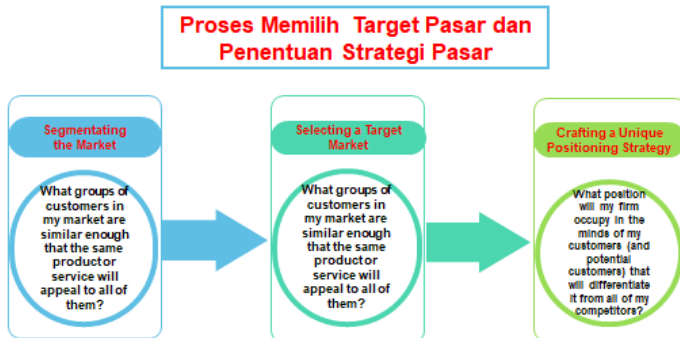 Proses Memilih Target Pasar dan
Penentuan Strategi Pasar
Segmentating
the Market
What groups of
customers in
my market are
similar enough
that the same
product or
service will
appeal to all of
them?
Selecting a Target
Market
What groups of
customers in
my market are
similar enough
that the same
product or
service will
appeal to all of
them?
Crafting a Unique
Positioning Strategy
What position
will my firm
occupy in the
minds of my
customers (and
potential
customers) that
will differentiate
it from all of my
competitors?